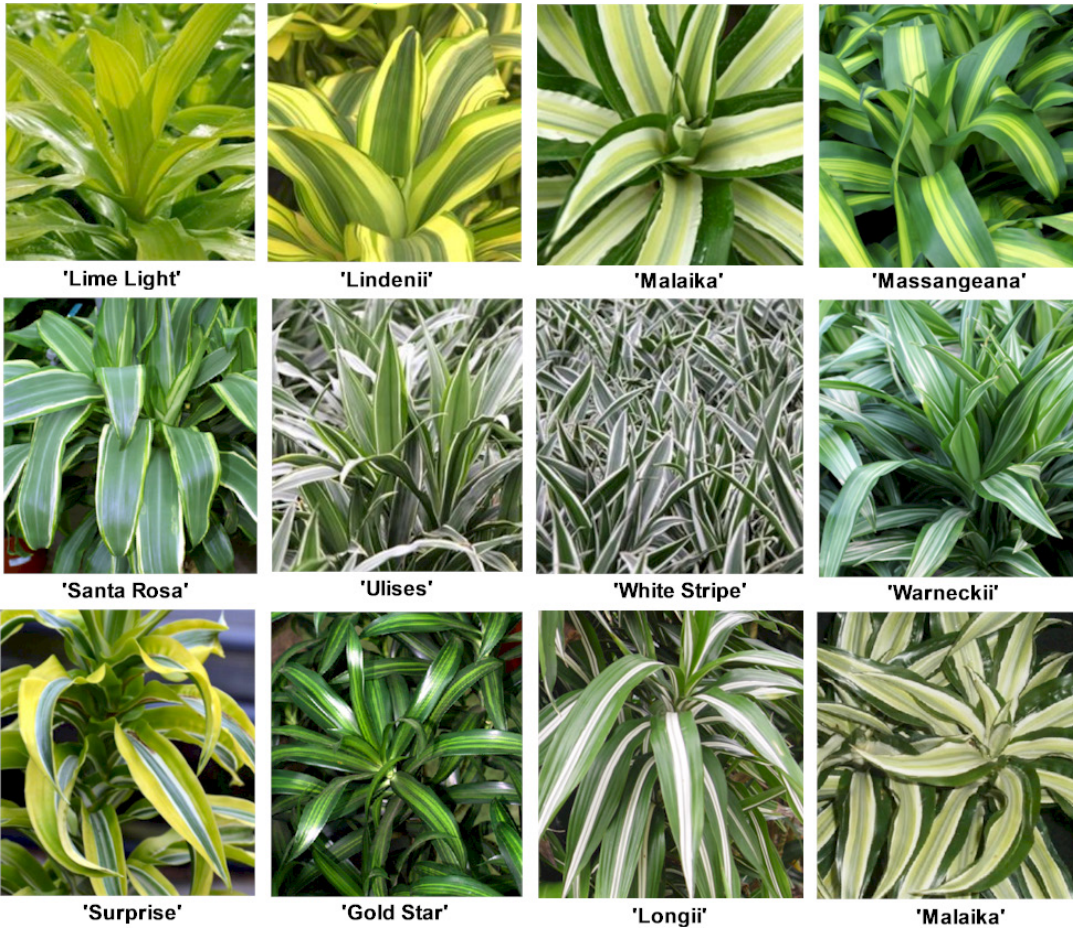 'Lime Light'
'Lindenii'
'Malaika'
'Massangeana'
'Santa Rosa'
'Ulises'
'White Stripe'
'Warneckii'
'Surprise'
'Gold Star'
'Longii'
'Malaika'